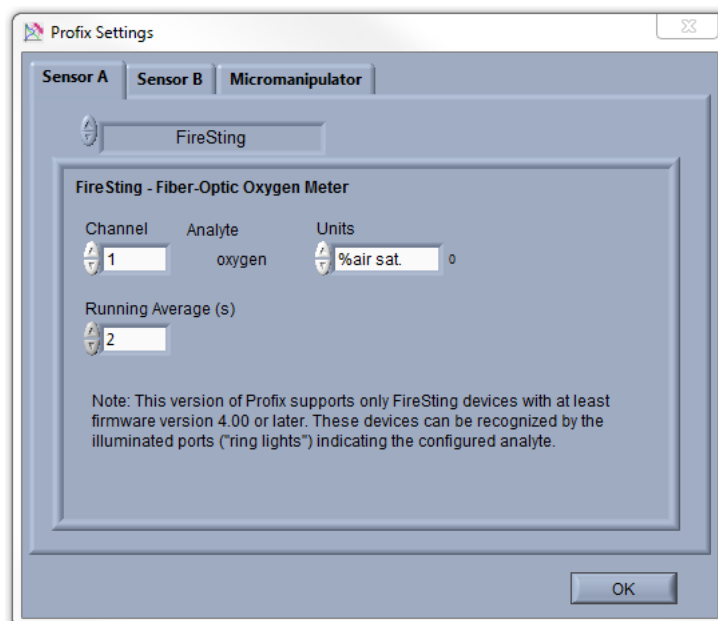 Profix Settings
Sensor A
Sensor B
Micromanipulator
FireSting
FireSting - Fiber-Optic Oxygen Meter
Channel
Analyte
Units
1
oxygen
%air sat.
0
Running Average (s)
2
Note: This version of Profix supports only FireSting devices with at least
firmware version 4.00 or later. These devices can be recognized by the
illuminated ports ("ring lights") indicating the configured analyte.
OK